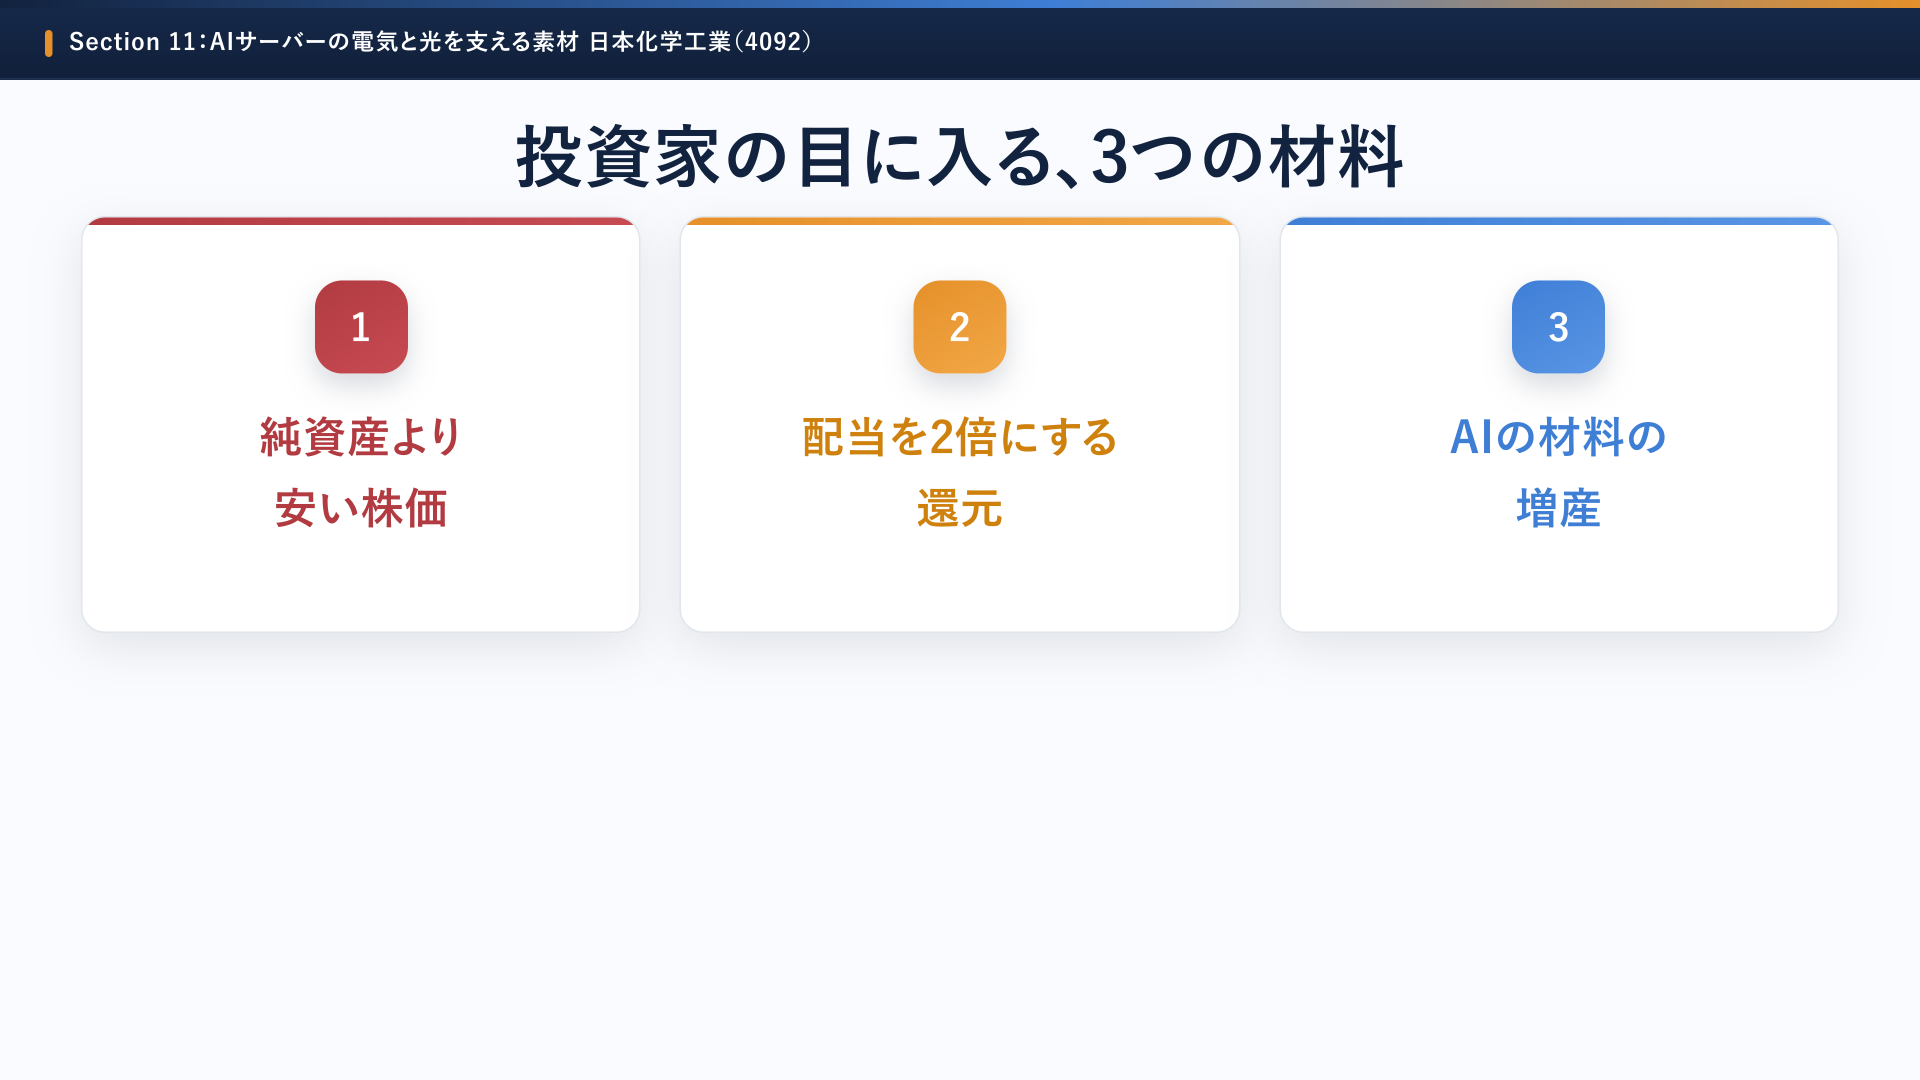 Section 11：AIサーバーの電気と光を支える素材 日本化学工業（4092）
投資家の目に入る、3つの材料
1
純資産より
安い株価
2
配当を2倍にする
還元
3
AIの材料の
増産